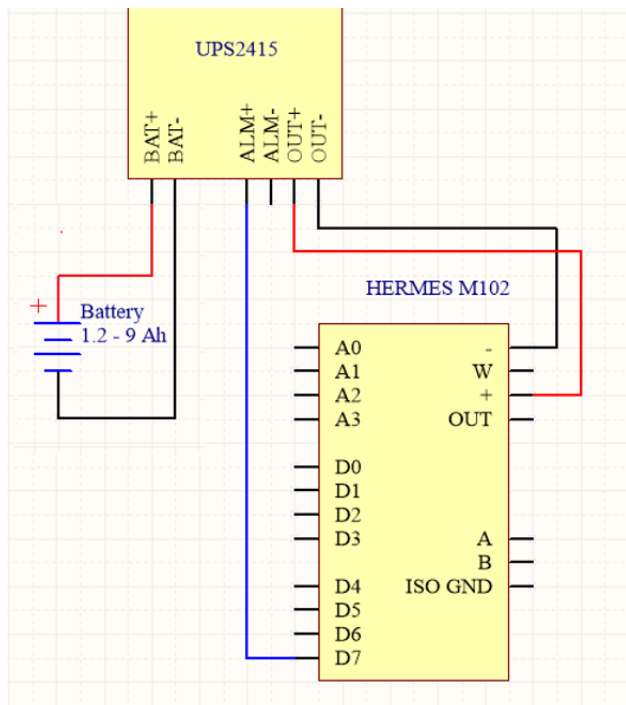 UPS2415
BAT+
BAT-
ALM+
ALM-
OUT+
OUT-
+
Battery
1.2 - 9 Ah
HERMES M102
A0
A1
A2
A3
D0
D1
D2
D3
D4
D5
D6
D7
-
W
+
OUT
A
B
ISO GND